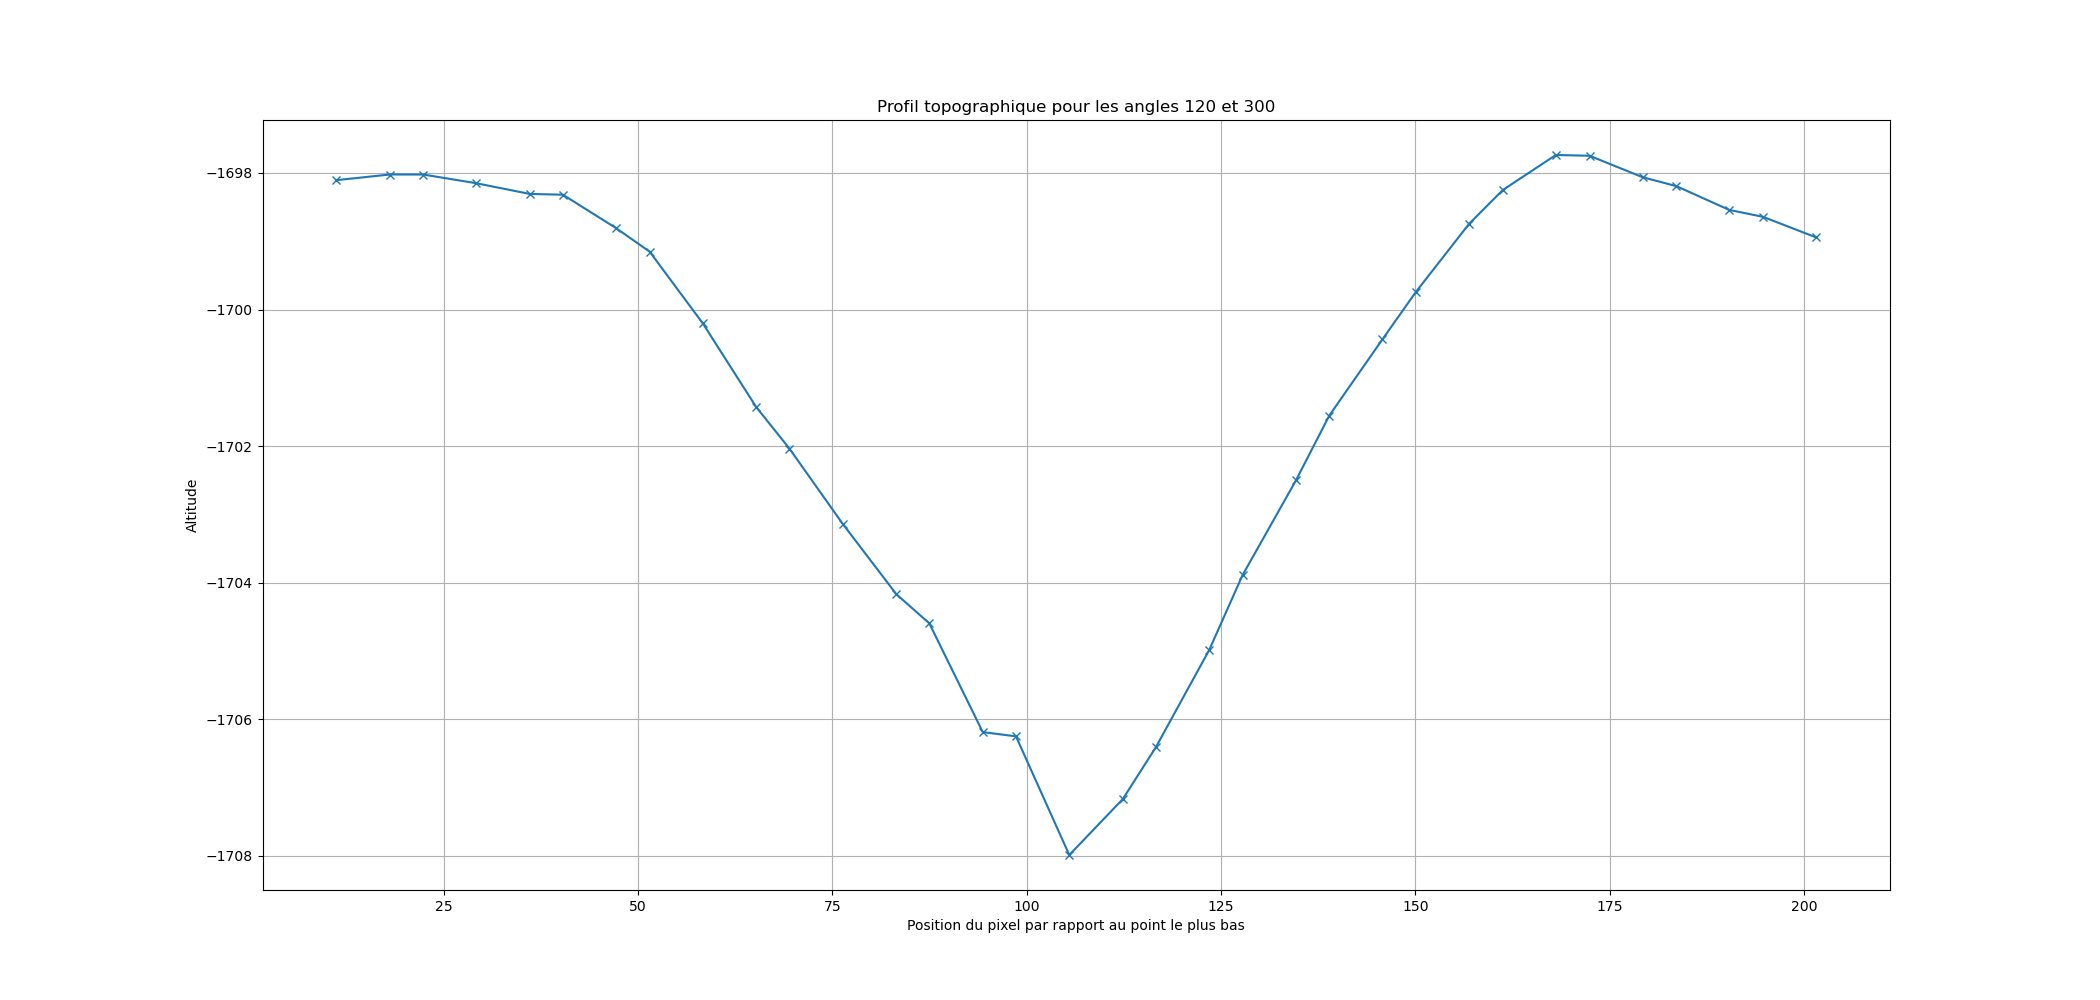 Profil topographique pour les angles 120 et 300
−1698
−1700
−1702
−1704
−1706
−1708
Altitude
25 50 75 100 125 150 175 200
Position du pixel par rapport au point le plus bas